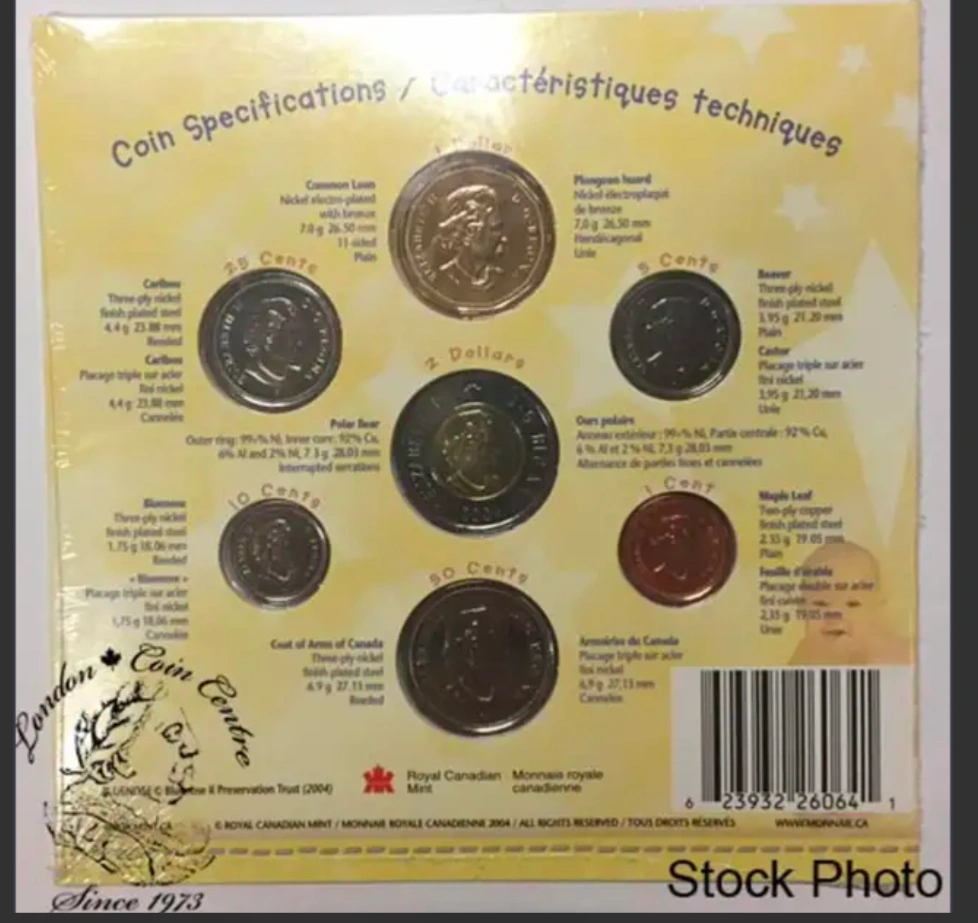 Coin Specifications / Caractéristiques techniques
1 Dollar
Common Loon
Nickel electro-plated
with bronze
7.0 g 26.50 mm
11-sided
Plain
Plongeon huard
Nickel électroplaqué
de bronze
7,0 g 26,50 mm
Hendécagonal
Unie
25 Cents
Caribou
Three-ply nickel
finish plated steel
4.4 g 23.88 mm
Reeded
Caribou
Placage triple sur acier
fini nickel
4,4 g 23,88 mm
Cannelée
5 Cents
Beaver
Three-ply nickel
finish plated steel
3.95 g 21.20 mm
Plain
Castor
Placage triple sur acier
fini nickel
3,95 g 21,20 mm
Unie
2 Dollars
Polar Bear
Outer ring: 99+% Ni, Inner core: 92% Cu,
6% Al and 2% Ni, 7.3 g 28.03 mm
Interrupted serrations
Ours polaire
Anneau extérieur : 99+% Ni, Partie centrale : 92 % Cu,
6 % Al et 2 % Ni, 7,3 g 28,03 mm
Alternance de parties lisses et cannelées
10 Cents
Bluenose
Three-ply nickel
finish plated steel
1.75 g 18.06 mm
Reeded
« Bluenose »
Placage triple sur acier
fini nickel
1,75 g 18,06 mm
Cannelée
1 Cent
Maple Leaf
Two-ply copper
finish plated steel
2.35 g 19.05 mm
Plain
Feuille d'érable
Placage double sur acier
fini cuivre
2,35 g 19,05 mm
Unie
50 Cents
Coat of Arms of Canada
Three-ply nickel
finish plated steel
6.9 g 27.13 mm
Reeded
Armoiries du Canada
Placage triple sur acier
fini nickel
6,9 g 27,13 mm
Cannelée
London Coin Centre
Since 1973
Royal Canadian Mint
Monnaie royale canadienne
BLUENOSE © Bluenose II Preservation Trust (2004)
6 23932 26064 1
© ROYAL CANADIAN MINT / MONNAIE ROYALE CANADIENNE 2004 / ALL RIGHTS RESERVED / TOUS DROITS RÉSERVÉS
WWW.MONNAIE.CA
Stock Photo